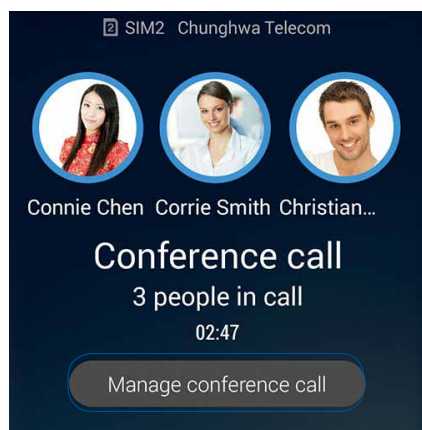 2 SIM2 Chunghwa Telecom
Connie Chen Corrie Smith Christian...
Conference call
3 people in call
02:47
Manage conference call